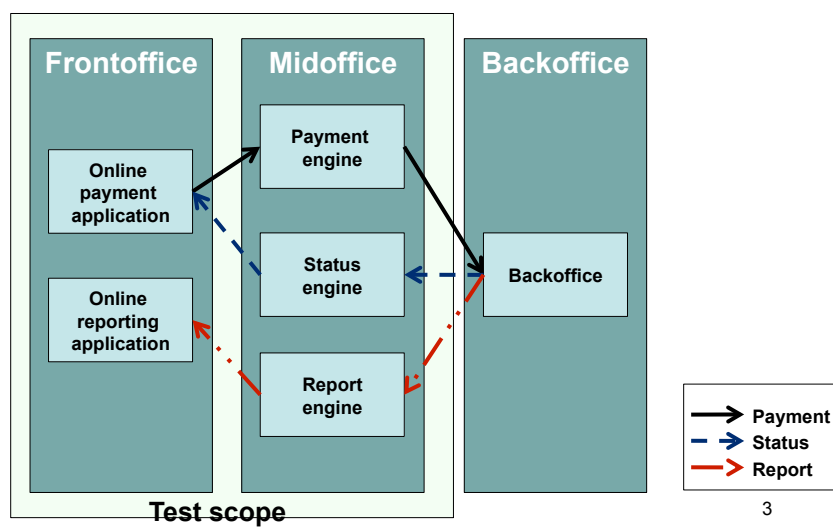 Frontoffice
Midoffice
Backoffice
Payment
engine
Online
payment
application
Status
engine
Backoffice
Online
reporting
application
Report
engine
Payment
Status
Report
Test scope
3